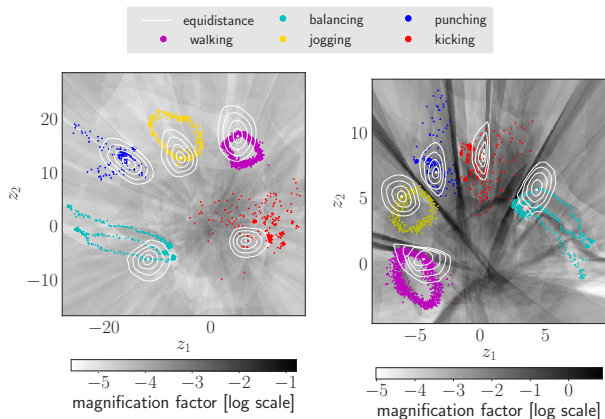 equidistance balancing punching
walking jogging kicking
20
10
0
−10
z2
−20 0
z1
−5 −4 −3 −2 −1
magnification factor [log scale]
10
5
0
z2
−5 0 5
z1
−5 −4 −3 −2 −1 0
magnification factor [log scale]